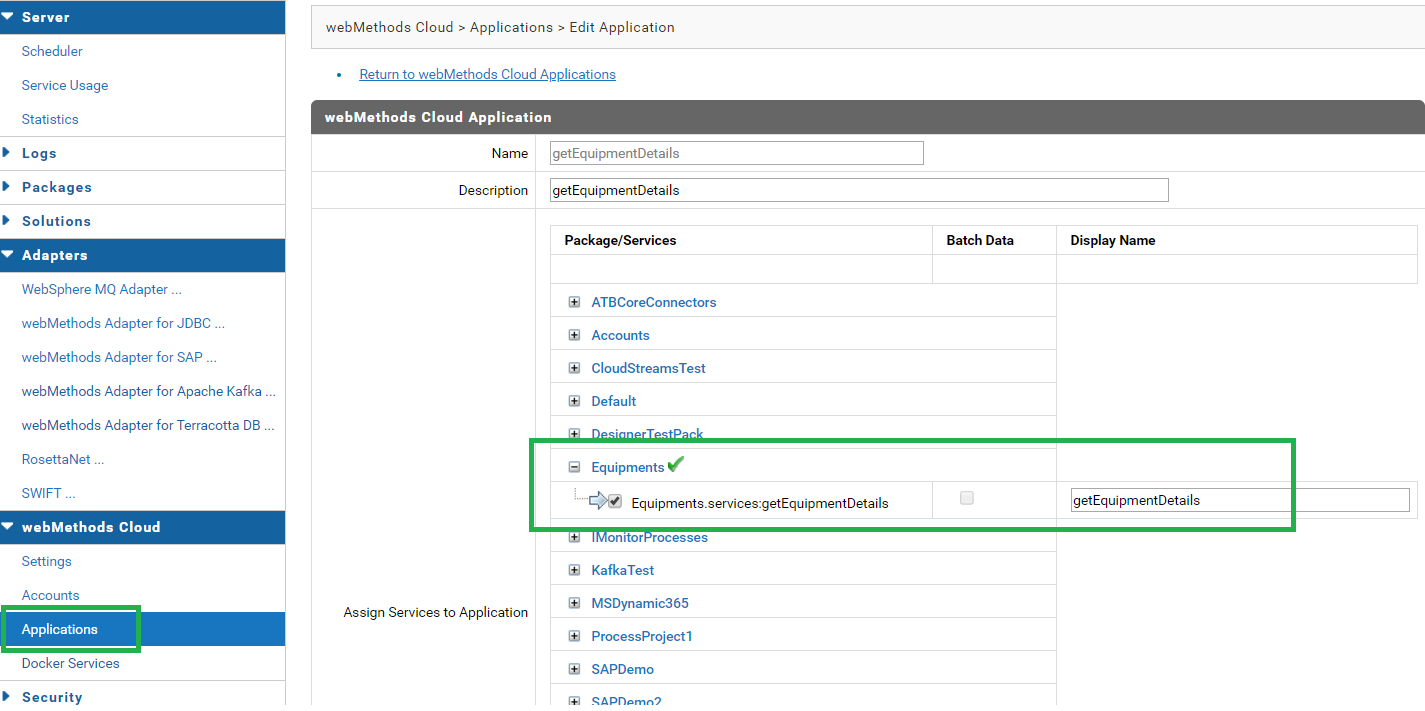 Server
Scheduler
Service Usage
Statistics
Logs
Packages
Solutions
Adapters
WebSphere MQ Adapter ...
webMethods Adapter for JDBC ...
webMethods Adapter for SAP ...
webMethods Adapter for Apache Kafka ...
webMethods Adapter for Terracotta DB ...
RosettaNet ...
SWIFT ...
webMethods Cloud
Settings
Accounts
Applications
Docker Services
Security
webMethods Cloud > Applications > Edit Application
Return to webMethods Cloud Applications
webMethods Cloud Application
Name getEquipmentDetails
Description getEquipmentDetails
Assign Services to Application
Package/Services Batch Data Display Name
ATBCoreConnectors
Accounts
CloudStreamsTest
Default
DesignerTestPack
Equipments
Equipments.services:getEquipmentDetails getEquipmentDetails
IMonitorProcesses
KafkaTest
MSDynamic365
ProcessProject1
SAPDemo
SAPDemo2